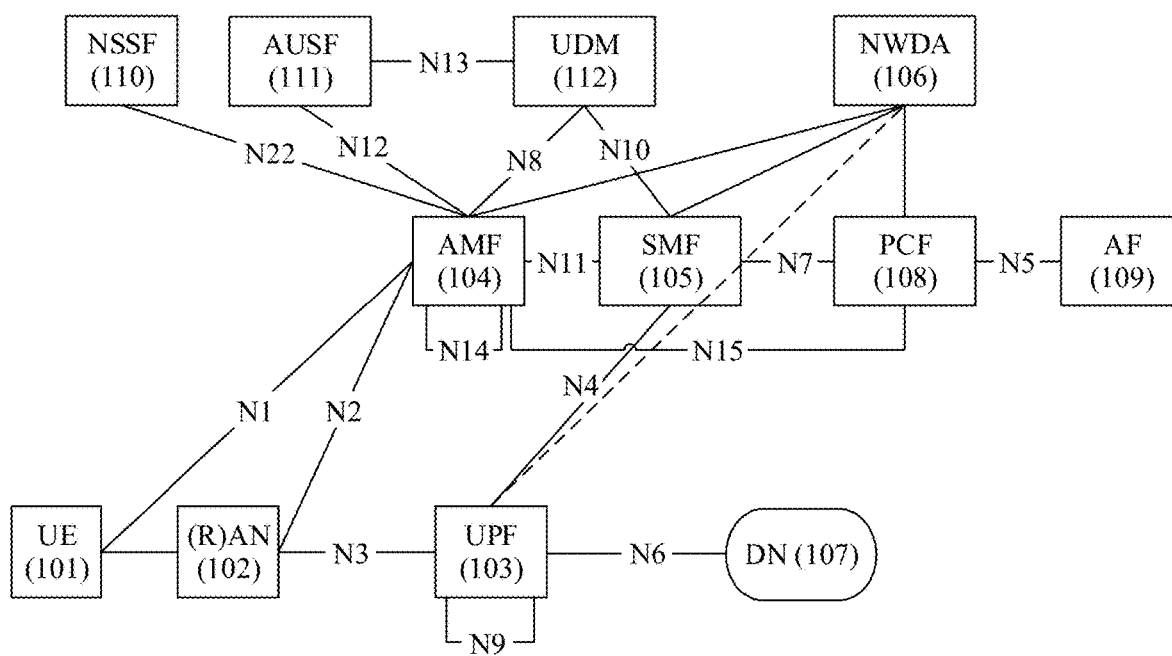 NSSF
(110)
AUSF
(111)
N13
UDM
(112)
NWDA
(106)
N22
N12
N8
N10
AMF
(104)
N11
SMF
(105)
N7
PCF
(108)
N5
AF
(109)
N14
N15
N4
N1
N2
UE
(101)
(R)AN
(102)
N3
UPF
(103)
N6
DN (107)
N9